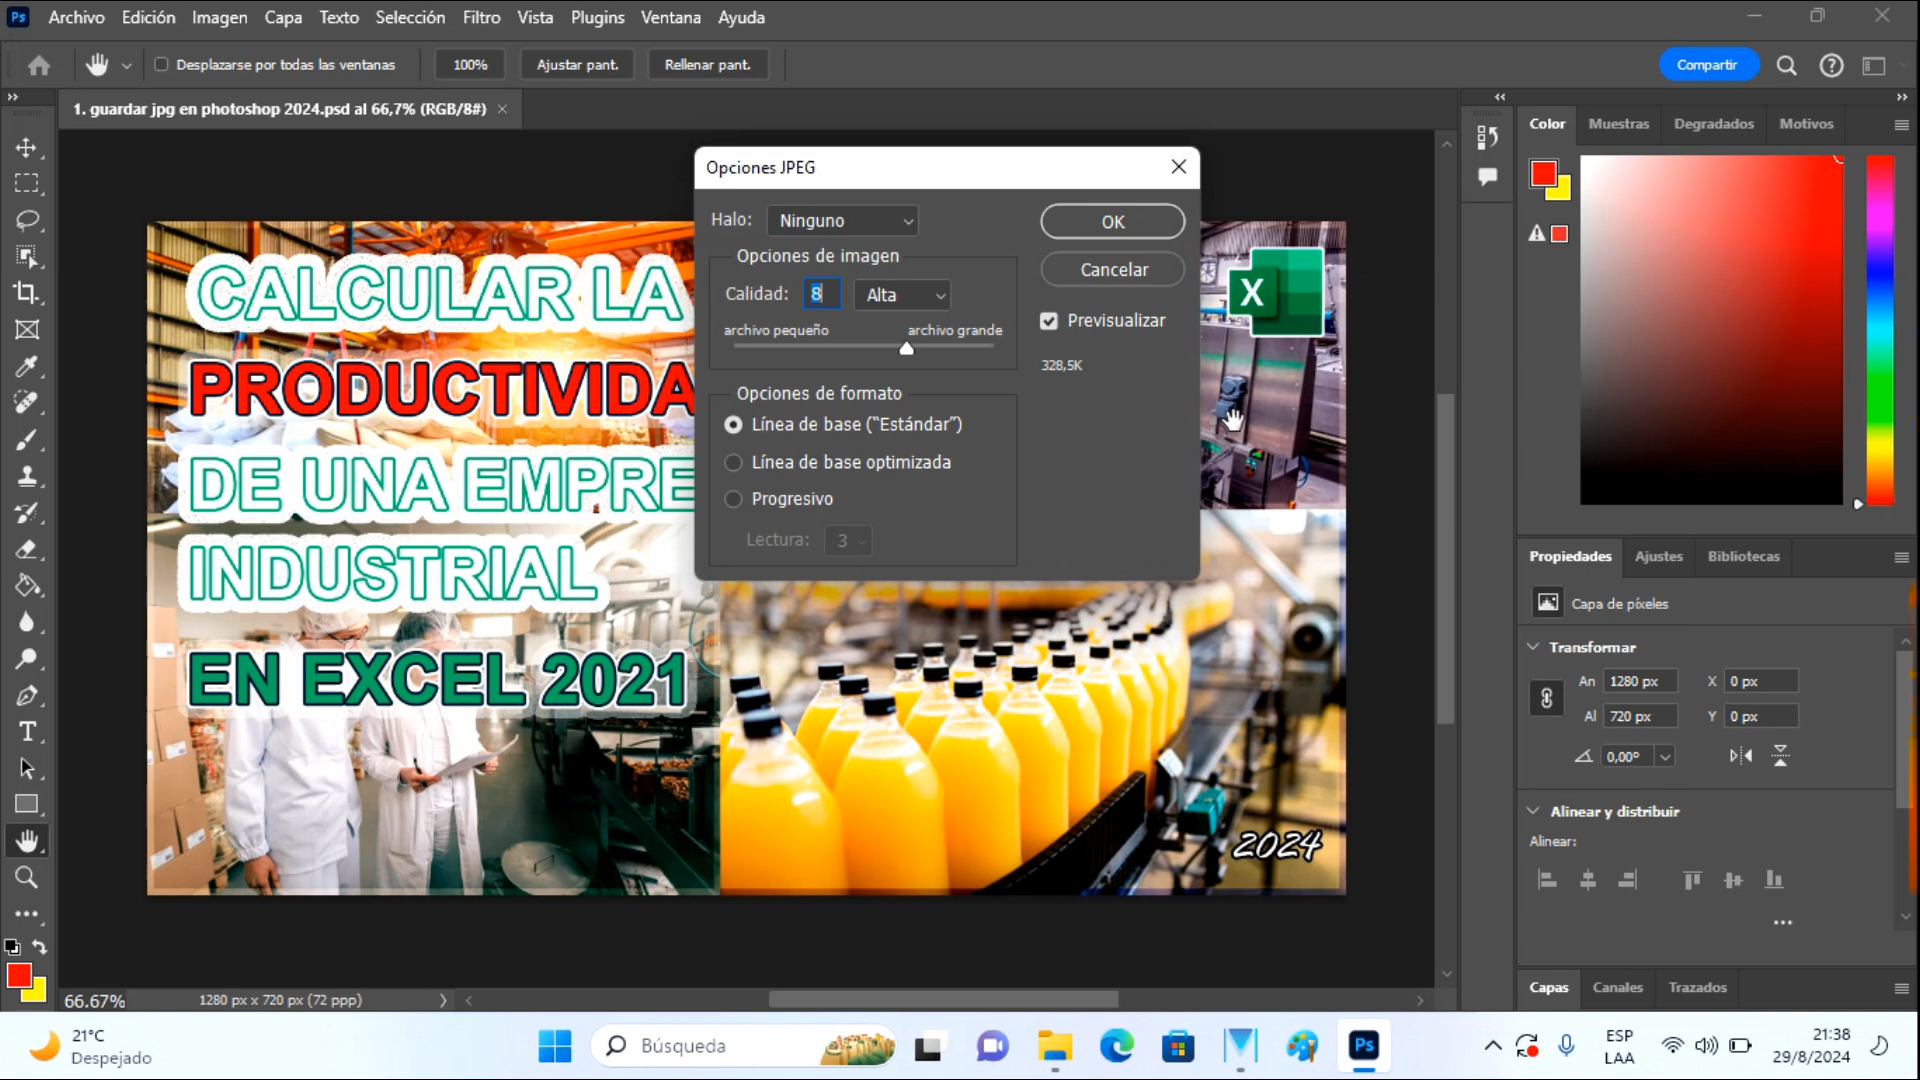 Ps Archivo Edición Imagen Capa Texto Selección Filtro Vista Plugins Ventana Ayuda
Desplazarse por todas las ventanas 100% Ajustar pant. Rellenar pant. Compartir
1. guardar jpg en photoshop 2024.psd al 66,7% (RGB/8#)
Opciones JPEG
Halo: Ninguno
OK
Opciones de imagen
Cancelar
Calidad: 8 Alta
Previsualizar
archivo pequeño archivo grande
328,5K
Opciones de formato
Línea de base (“Estándar”)
Línea de base optimizada
Progresivo
Lectura: 3
CALCULAR LA
PRODUCTIVIDA
DE UNA EMPRE
INDUSTRIAL
EN EXCEL 2021
X
2024
Color Muestras Degradados Motivos
Propiedades Ajustes Bibliotecas
Capa de píxeles
Transformar
An 1280 px X 0 px
Al 720 px Y 0 px
0,00°
Alinear y distribuir
Alinear:
Capas Canales Trazados
66.67% 1280 px x 720 px (72 ppp)
21°C
Despejado
Búsqueda
Ps
ESP
LAA
21:38
29/8/2024